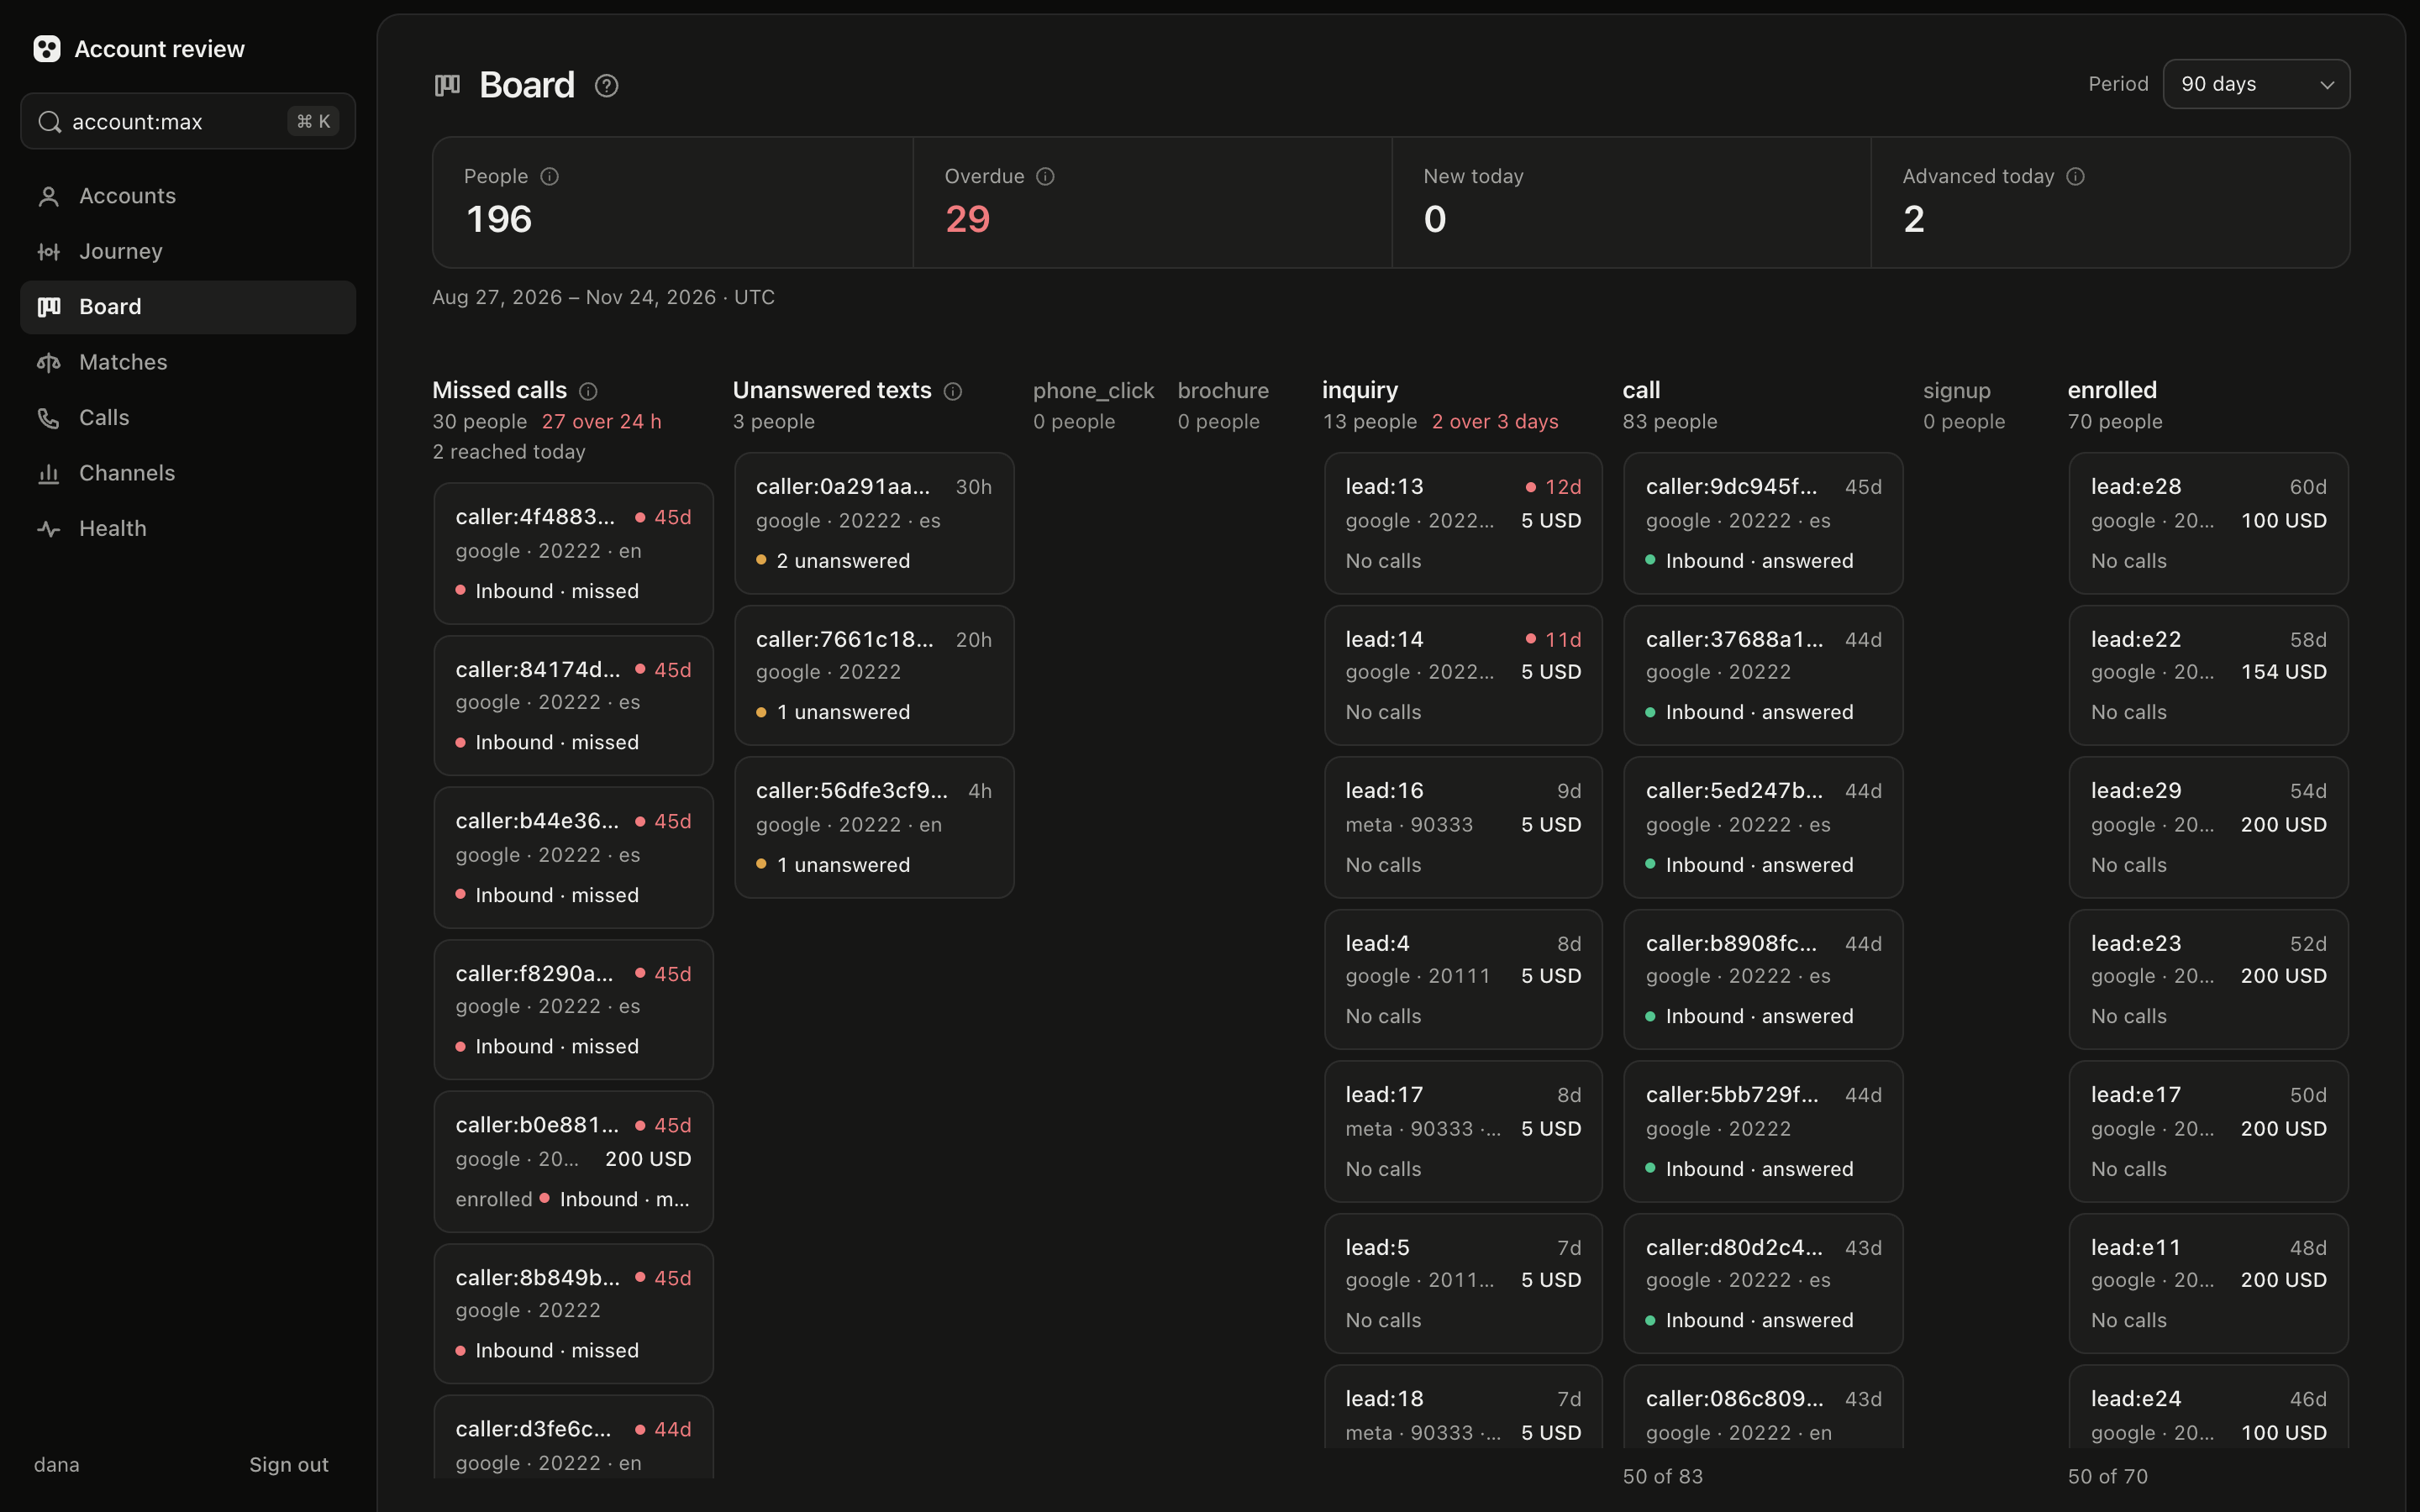 Account review
account:max ⌘ K
Accounts
Journey
Board
Matches
Calls
Channels
Health
dana Sign out
Board
Period 90 days
People
196
Overdue
29
New today
0
Advanced today
2
Aug 27, 2026 – Nov 24, 2026 · UTC
Missed calls
30 people 27 over 24 h
2 reached today
caller:4f4883... 45d
google · 20222 · en
Inbound · missed
caller:84174d... 45d
google · 20222 · es
Inbound · missed
caller:b44e36... 45d
google · 20222 · es
Inbound · missed
caller:f8290a... 45d
google · 20222 · es
Inbound · missed
caller:b0e881... 45d
google · 20... 200 USD
enrolled Inbound · m...
caller:8b849b... 45d
google · 20222
Inbound · missed
caller:d3fe6c... 44d
google · 20222 · en
Unanswered texts
3 people
caller:0a291aa... 30h
google · 20222 · es
2 unanswered
caller:7661c18... 20h
google · 20222
1 unanswered
caller:56dfe3cf9... 4h
google · 20222 · en
1 unanswered
phone_click
0 people
brochure
0 people
inquiry
13 people 2 over 3 days
lead:13 12d
google · 2022... 5 USD
No calls
lead:14 11d
google · 2022... 5 USD
No calls
lead:16 9d
meta · 90333 5 USD
No calls
lead:4 8d
google · 20111 5 USD
No calls
lead:17 8d
meta · 90333 ·... 5 USD
No calls
lead:5 7d
google · 2011... 5 USD
No calls
lead:18 7d
meta · 90333 ·... 5 USD
call
83 people
caller:9dc945f... 45d
google · 20222 · es
Inbound · answered
caller:37688a1... 44d
google · 20222
Inbound · answered
caller:5ed247b... 44d
google · 20222 · es
Inbound · answered
caller:b8908fc... 44d
google · 20222 · es
Inbound · answered
caller:5bb729f... 44d
google · 20222
Inbound · answered
caller:d80d2c4... 43d
google · 20222 · es
Inbound · answered
caller:086c809... 43d
google · 20222 · en
50 of 83
signup
0 people
enrolled
70 people
lead:e28 60d
google · 20... 100 USD
No calls
lead:e22 58d
google · 20... 154 USD
No calls
lead:e29 54d
google · 20... 200 USD
No calls
lead:e23 52d
google · 20... 200 USD
No calls
lead:e17 50d
google · 20... 200 USD
No calls
lead:e11 48d
google · 20... 200 USD
No calls
lead:e24 46d
google · 20... 100 USD
50 of 70